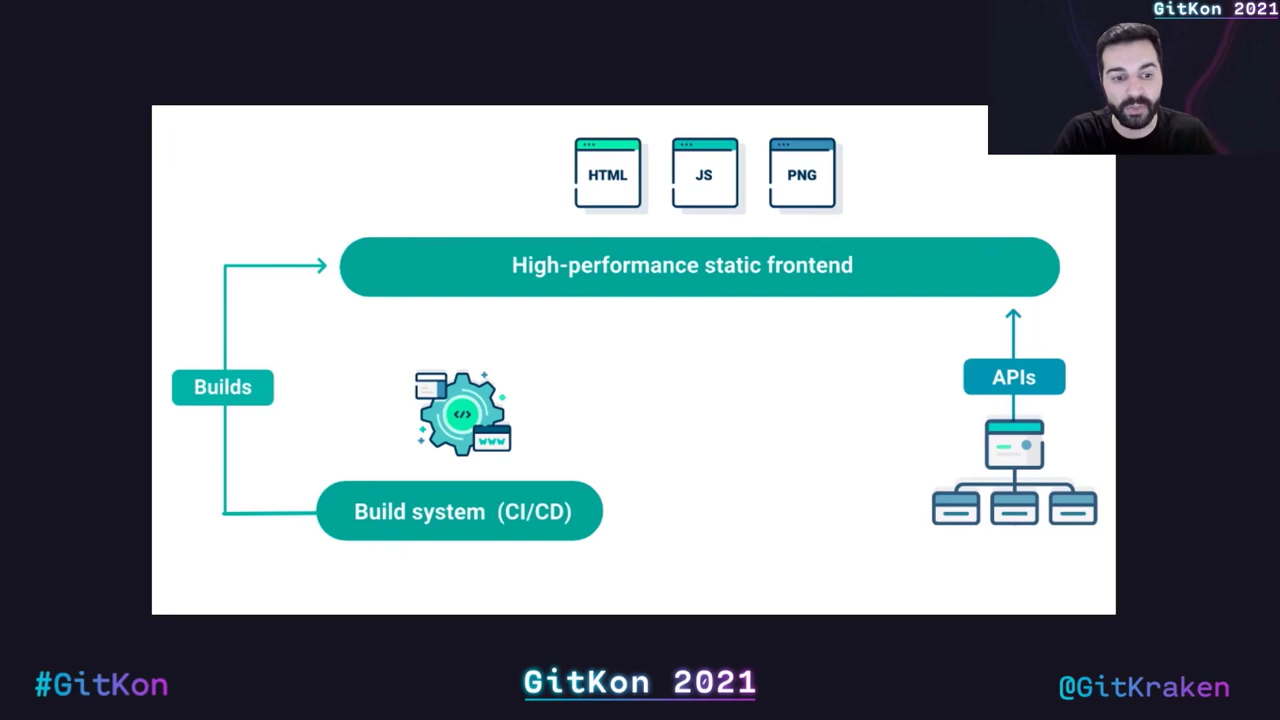 GitKon 2021
HTML
JS
PNG
High-performance static frontend
Builds
APIs
</>
www
Build system (CI/CD)
#GitKon
GitKon 2021
@GitKraken